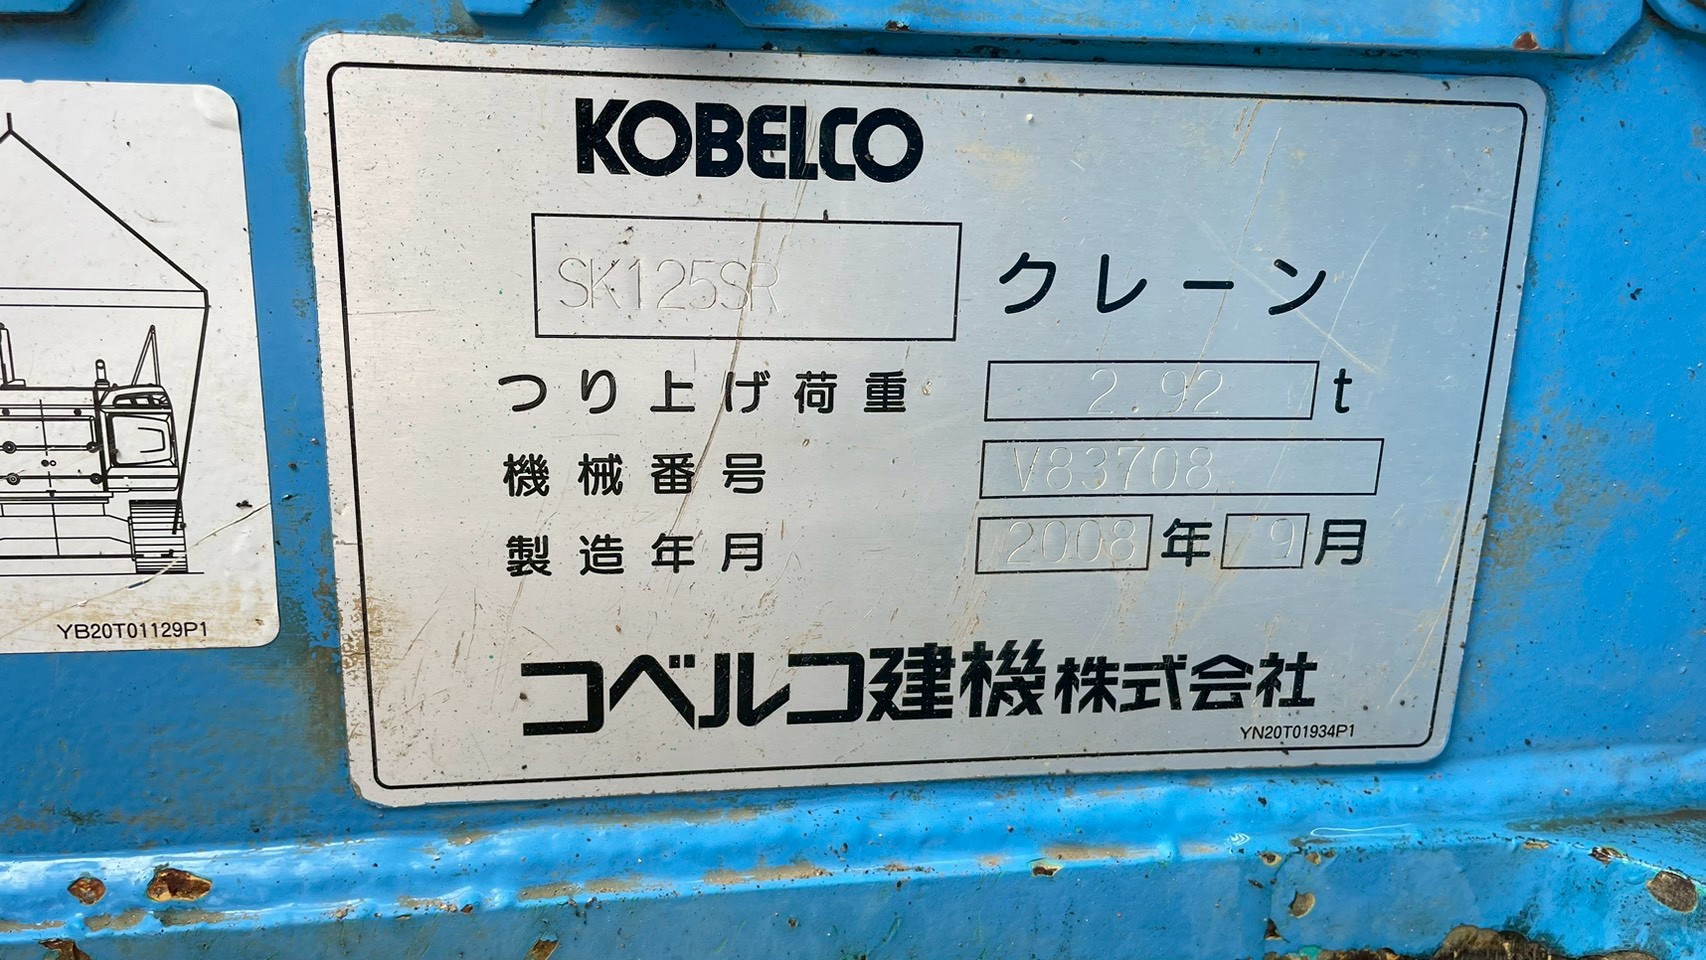 KOBELCO
SK125SR クレーン
つり上げ荷重 2.92 t
機械番号 V83708
製造年月 2008 年 9 月
コベルコ建機株式会社
YN20T01934P1
YB20T01129P1